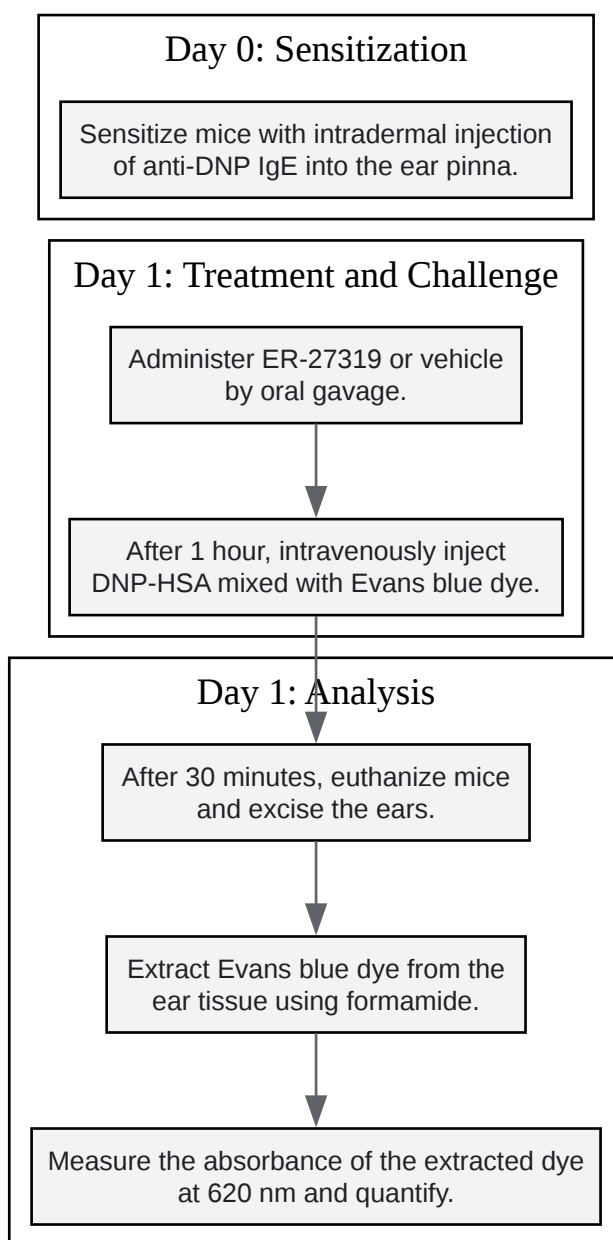 Day 0: Sensitization
Sensitize mice with intradermal injection
of anti-DNP IgE into the ear pinna.
Day 1: Treatment and Challenge
Administer ER-27319 or vehicle
by oral gavage.
After 1 hour, intravenously inject
DNP-HSA mixed with Evans blue dye.
Day 1: Analysis
After 30 minutes, euthanize mice
and excise the ears.
Extract Evans blue dye from the
ear tissue using formamide.
Measure the absorbance of the extracted dye
at 620 nm and quantify.